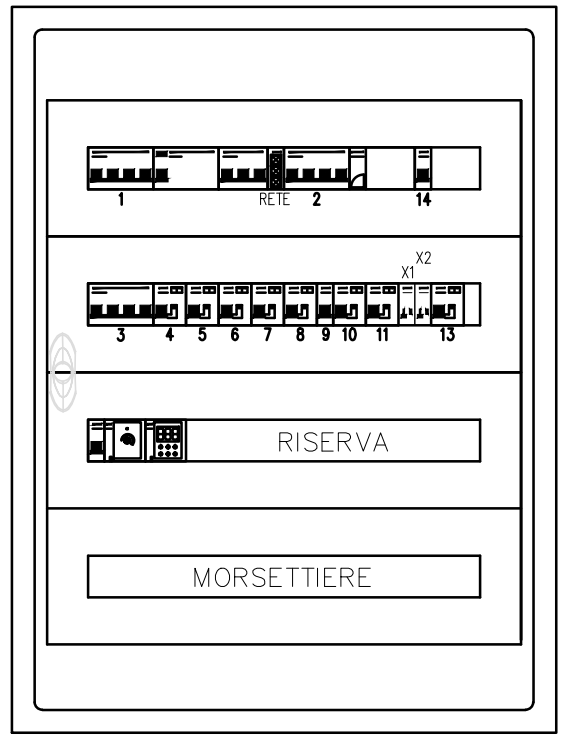 1 RETE 2 14
X1 X2
3 4 5 6 7 8 9 10 11 13
RISERVA
MORSETTIERE